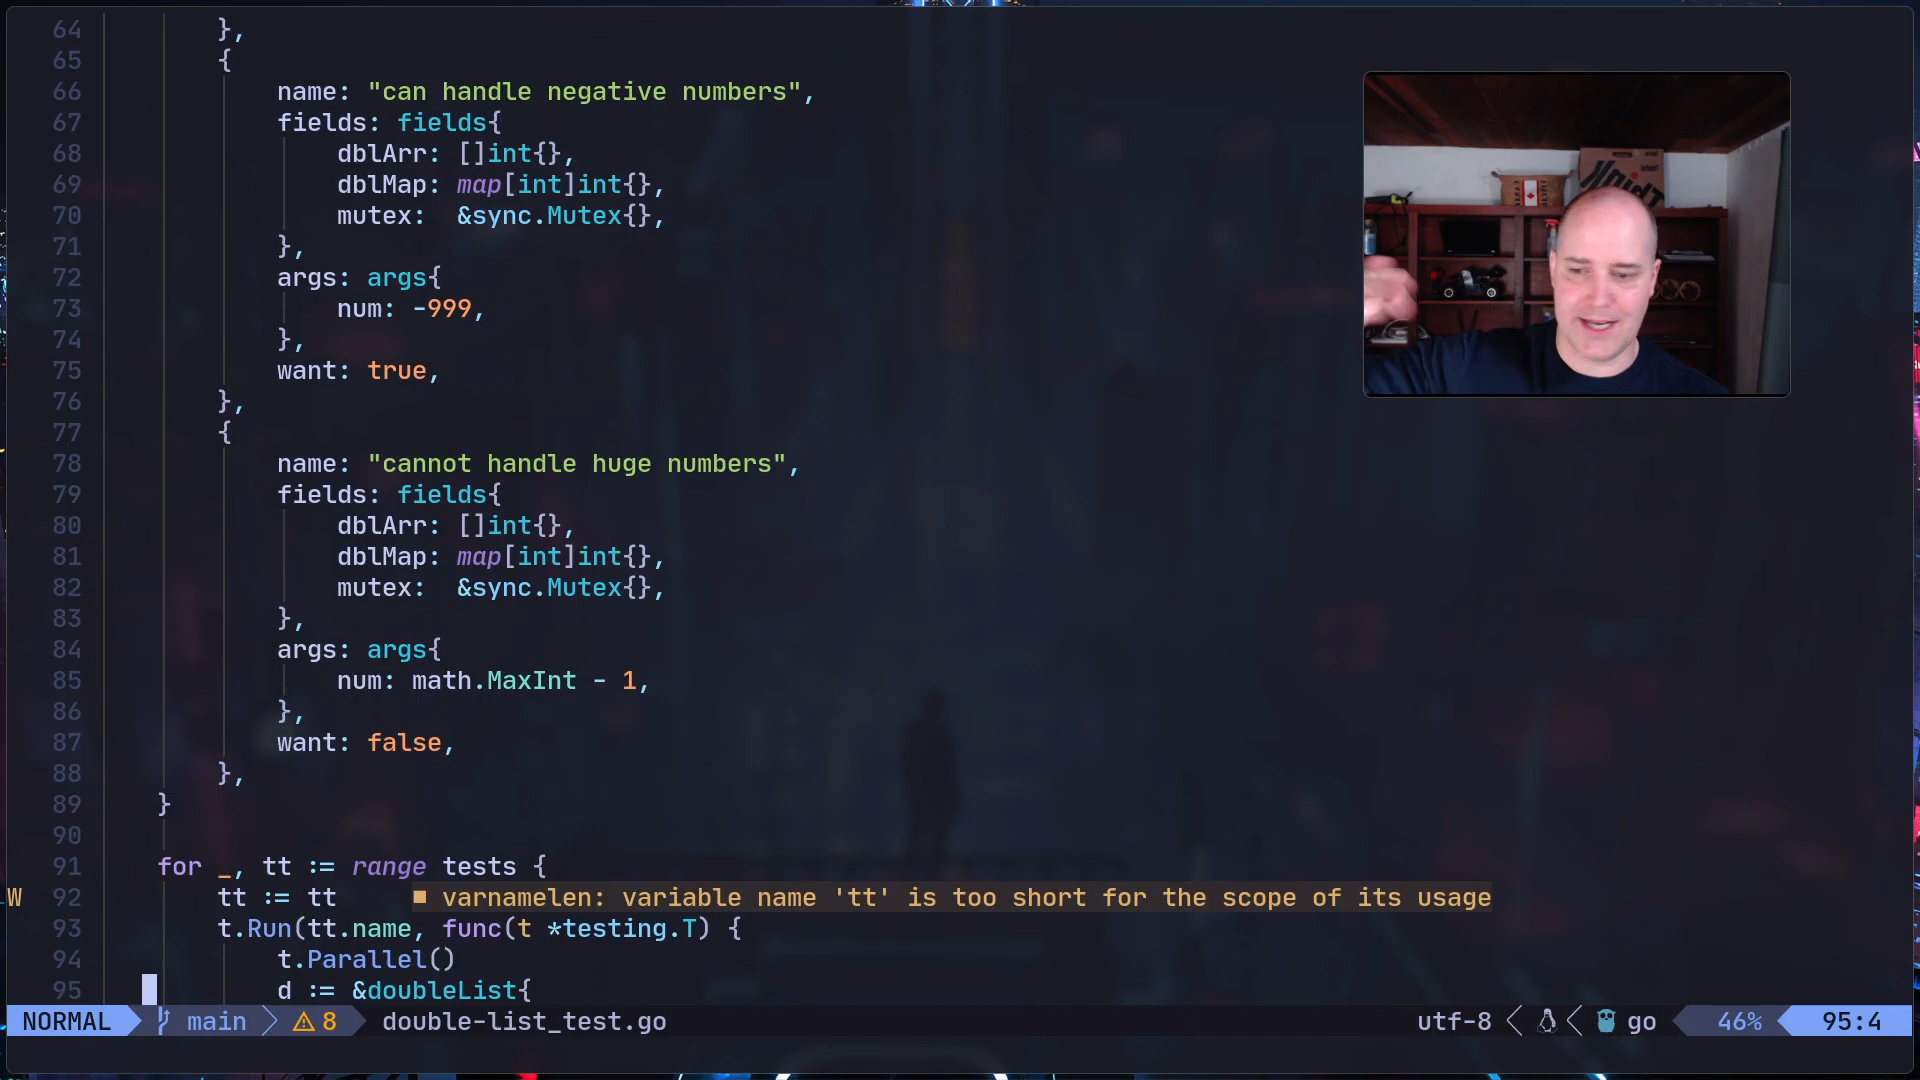 64 },
65 {
66 name: "can handle negative numbers",
67 fields: fields{
68 dblArr: []int{},
69 dblMap: map[int]int{},
70 mutex:  &sync.Mutex{},
71 },
72 args: args{
73 num: -999,
74 },
75 want: true,
76 },
77 {
78 name: "cannot handle huge numbers",
79 fields: fields{
80 dblArr: []int{},
81 dblMap: map[int]int{},
82 mutex:  &sync.Mutex{},
83 },
84 args: args{
85 num: math.MaxInt - 1,
86 },
87 want: false,
88 },
89 }
90
91 for _, tt := range tests {
W 92 tt := tt ■ varnamelen: variable name 'tt' is too short for the scope of its usage
93 t.Run(tt.name, func(t *testing.T) {
94 t.Parallel()
95 d := &doubleList{
NORMAL main 8 double-list_test.go utf-8 go 46% 95:4